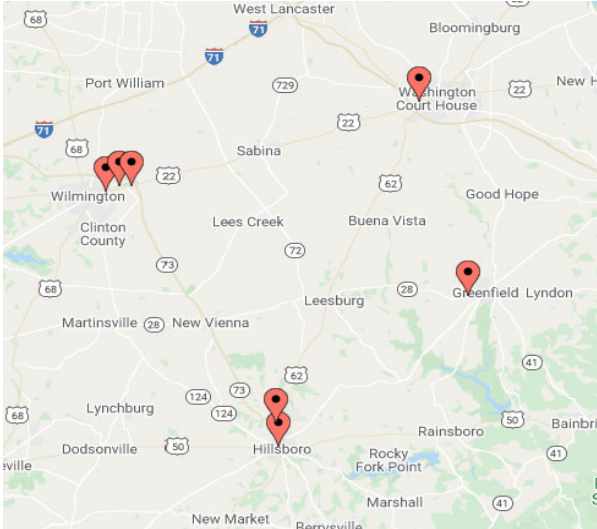 West Lancaster
68
71
Bloomingburg
71
Port William
729
22
New H
Washington
Court House
22
71
68
Sabina
22
62
Wilmington
Good Hope
Clinton
County
Lees Creek
Buena Vista
73
72
68
28
Greenfield
Lyndon
Leesburg
Martinsville
28
New Vienna
41
62
73
124
68
Lynchburg
124
50
Bainbri
Rainsboro
Dodsonville
50
Hillsboro
Rocky
Fork Point
41
eville
Marshall
41
New Market
Berrysville